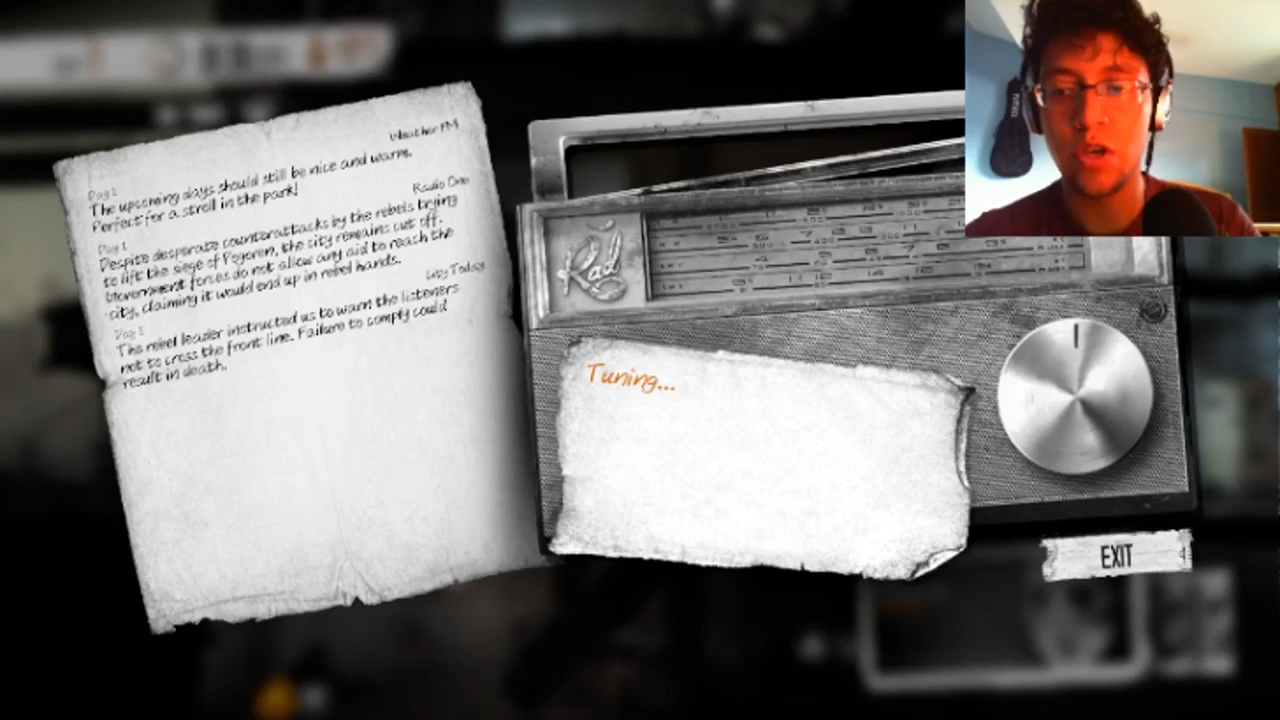 Weather FM
Day 1
The upcoming days should still be nice and warm.
Perfect for a stroll in the park!
Radio One
Day 1
Despite desperate counterattacks by the rebels trying
to lift the siege of Pogoren, the city remains cut off.
Government forces do not allow any aid to reach the
city, claiming it would end up in rebel hands.
City Today
Day 1
The rebel leader instructed us to warn the listeners
not to cross the front line. Failure to comply could
result in death.
Rad
Tuning...
EXIT